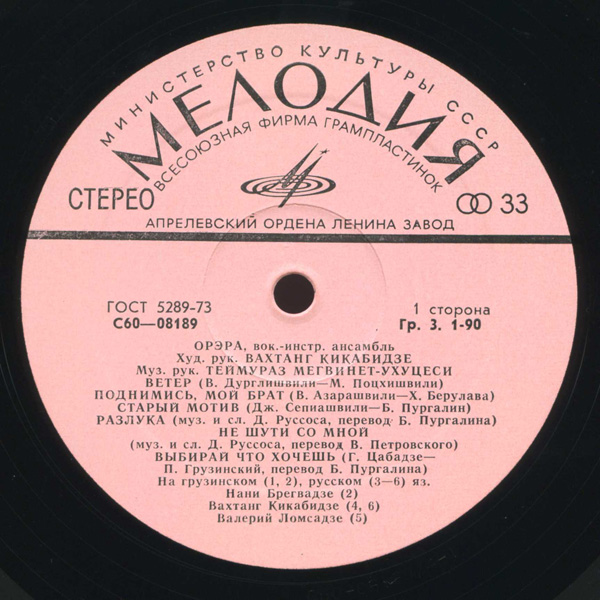 МИНИСТЕРСТВО КУЛЬТУРЫ СССР
МЕЛОДИЯ
ВСЕСОЮЗНАЯ ФИРМА ГРАМПЛАСТИНОК
СТЕРЕО
33
АПРЕЛЕВСКИЙ ОРДЕНА ЛЕНИНА ЗАВОД
ГОСТ 5289-73
1 сторона
С60—08189
Гр. 3. 1-90
ОРЭРА, вок.-инстр. ансамбль
Худ. рук. ВАХТАНГ КИКАБИДЗЕ
Муз. рук. ТЕЙМУРАЗ МЕГВИНЕТ-УХУЦЕСИ
ВЕТЕР (В. Дурглишвили—М. Поцхишвили)
ПОДНИМИСЬ, МОЙ БРАТ (В. Азарашвили—Х. Берулава)
СТАРЫЙ МОТИВ (Дж. Сепиашвили—Б. Пургалин)
РАЗЛУКА (муз. и сл. Д. Руссоса, перевод Б. Пургалина)
НЕ ШУТИ СО МНОЙ
(муз. и сл. Д. Руссоса, перевод В. Петровского)
ВЫБИРАЙ ЧТО ХОЧЕШЬ (Г. Цабадзе—
П. Грузинский, перевод Б. Пургалина)
На грузинском (1, 2), русском (3—6) яз.
Нани Брегвадзе (2)
Вахтанг Кикабидзе (4, 6)
Валерий Ломсадзе (5)